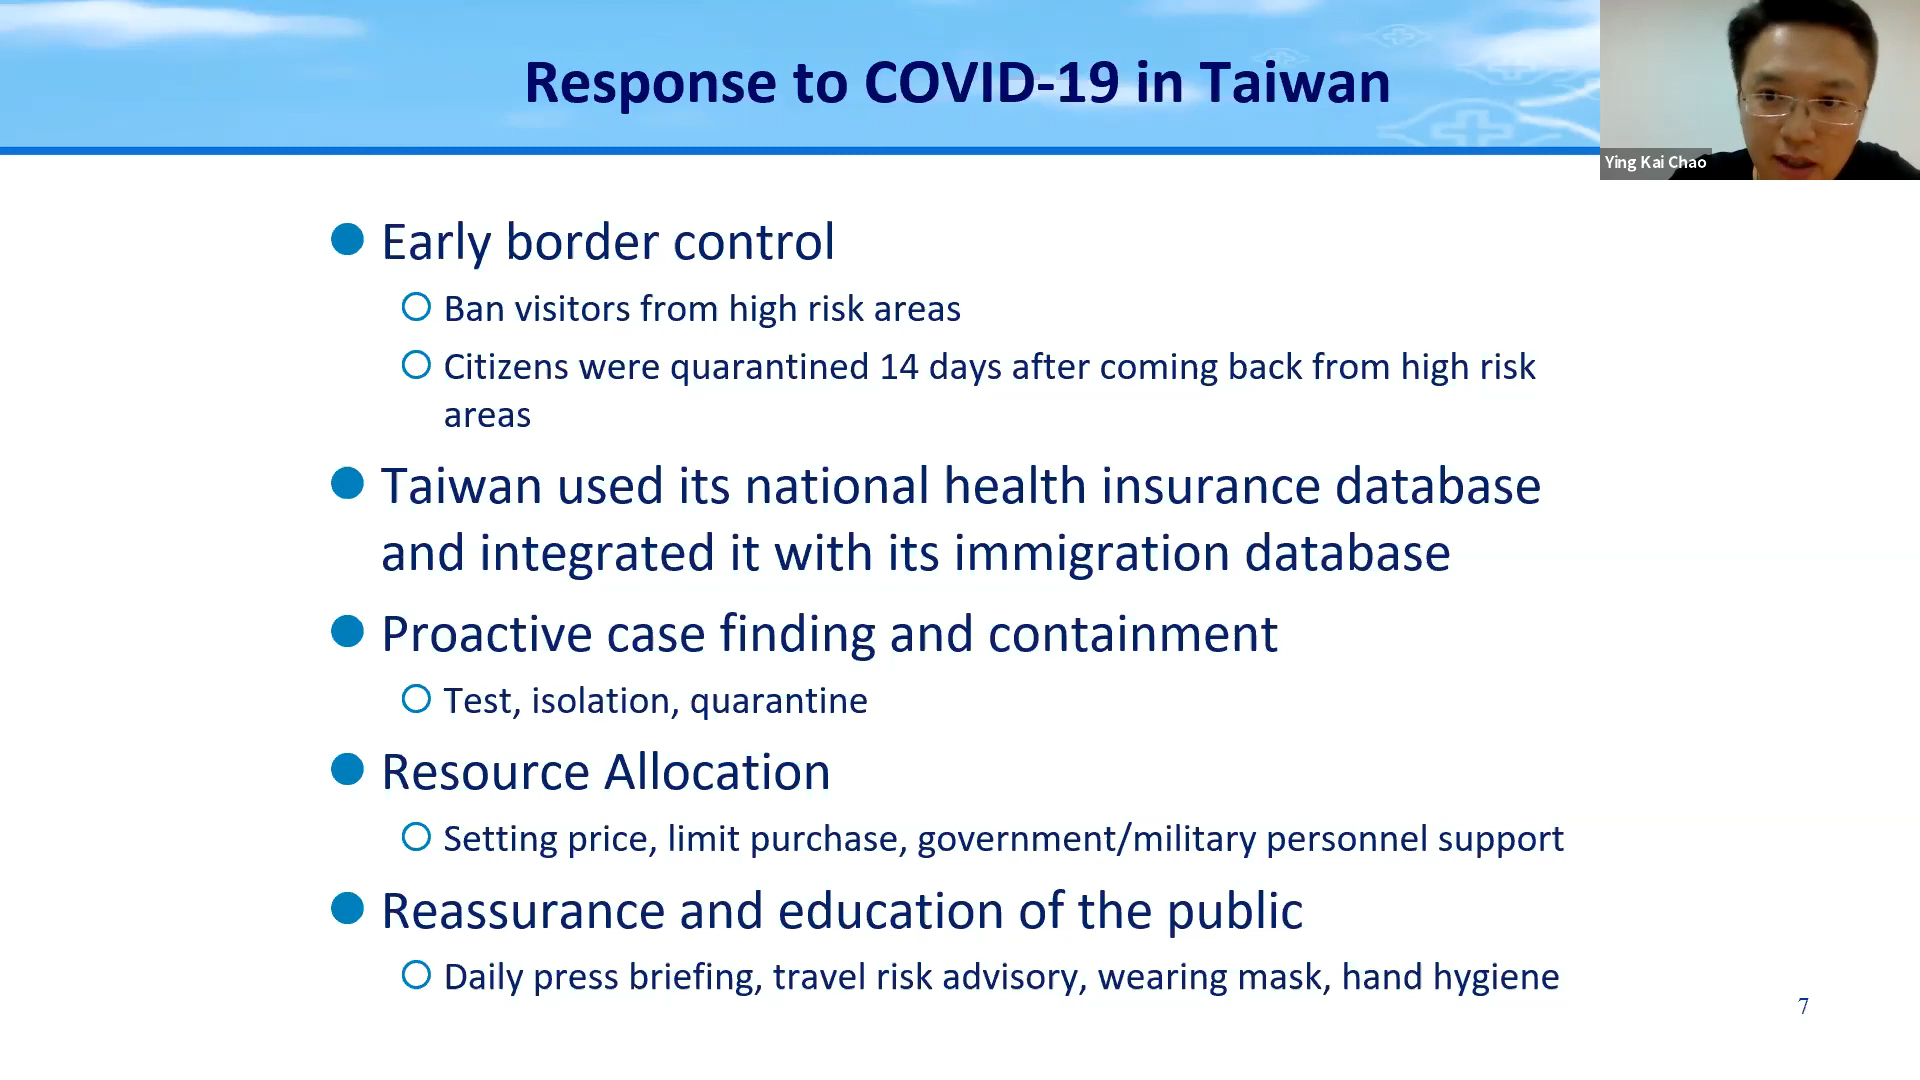 Response to COVID-19 in Taiwan
Ying Kai Chao
Early border control
Ban visitors from high risk areas
Citizens were quarantined 14 days after coming back from high risk
areas
Taiwan used its national health insurance database
and integrated it with its immigration database
Proactive case finding and containment
Test, isolation, quarantine
Resource Allocation
Setting price, limit purchase, government/military personnel support
Reassurance and education of the public
Daily press briefing, travel risk advisory, wearing mask, hand hygiene
7